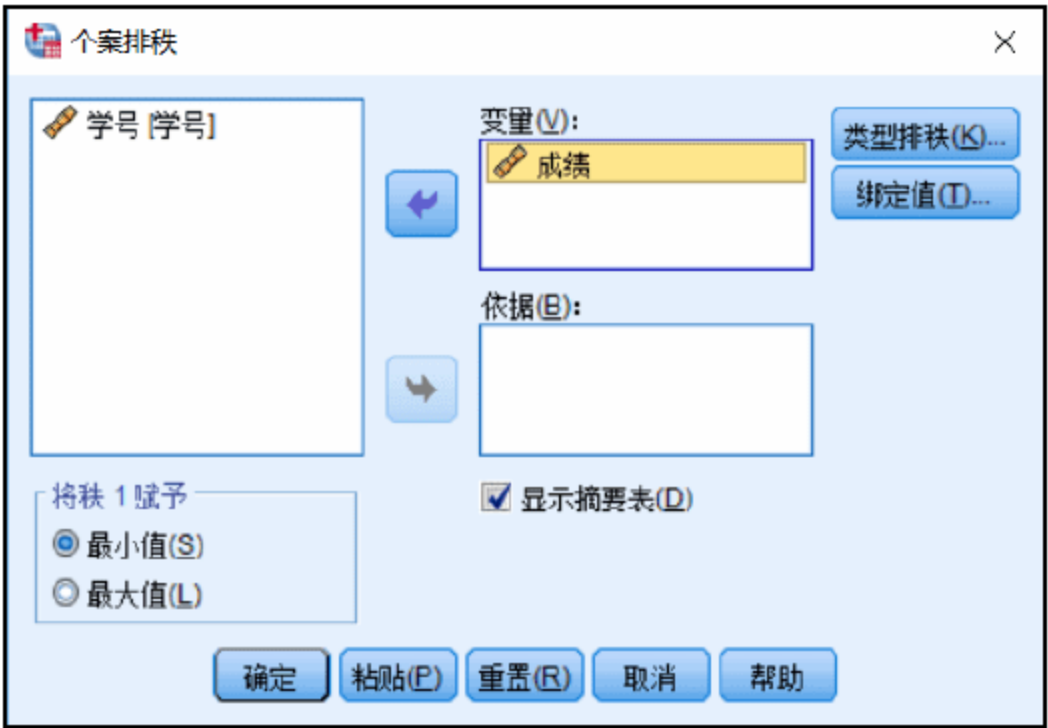 个案排秩
学号 [学号]
变量(V):
成绩
类型排秩(K)...
绑定值(T)...
依据(B):
将秩 1 赋予
最小值(S)
最大值(L)
显示摘要表(D)
确定 粘贴(P) 重置(R) 取消 帮助